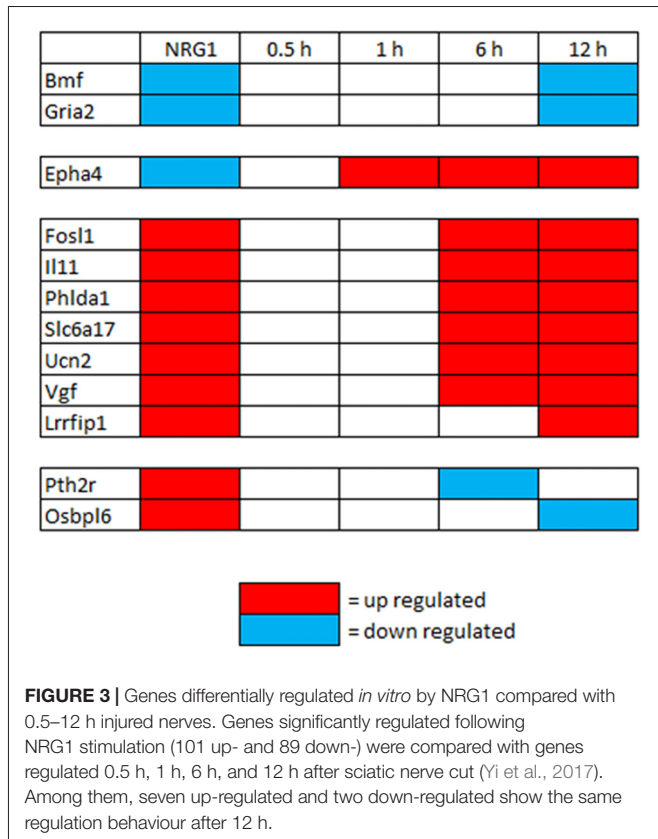 NRG1 0.5 h 1 h 6 h 12 h
Bmf
Gria2
Epha4
Fosl1
Il11
Phlda1
Slc6a17
Ucn2
Vgf
Lrrfip1
Pth2r
Osbpl6
= up regulated
= down regulated
FIGURE 3 | Genes differentially regulated in vitro by NRG1 compared with
0.5–12 h injured nerves. Genes significantly regulated following
NRG1 stimulation (101 up- and 89 down-) were compared with genes
regulated 0.5 h, 1 h, 6 h, and 12 h after sciatic nerve cut (Yi et al., 2017).
Among them, seven up-regulated and two down-regulated show the same
regulation behaviour after 12 h.